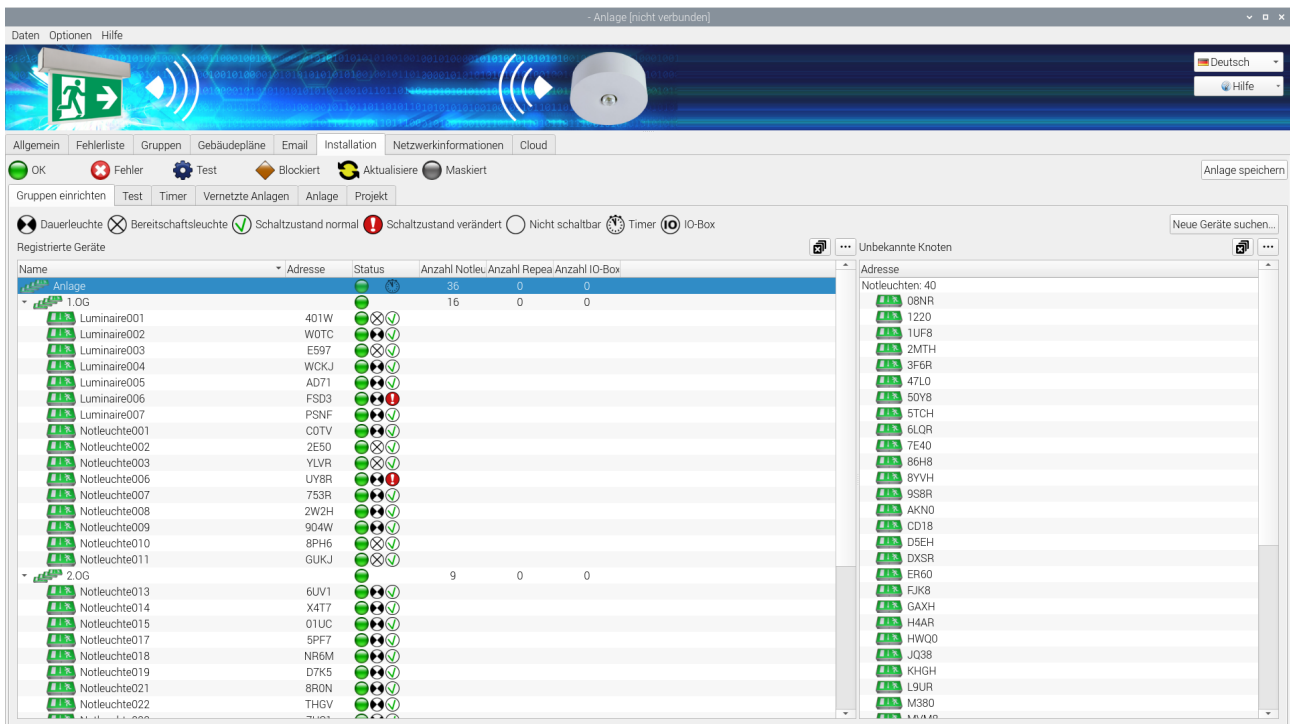 - Anlage [nicht verbunden]
Daten Optionen Hilfe
Deutsch
Hilfe
Allgemein Fehlerliste Gruppen Gebäudepläne Email Installation Netzwerkinformationen Cloud
OK Fehler Test Blockiert Aktualisiere Maskiert Anlage speichern
Gruppen einrichten Test Timer Vernetzte Anlagen Anlage Projekt
Dauerleuchte Bereitschaftsleuchte Schaltzustand normal Schaltzustand verändert Nicht schaltbar Timer IO IO-Box Neue Geräte suchen...
Registrierte Geräte ... Unbekannte Knoten ...
Name Adresse Status Anzahl Notleu Anzahl Repea Anzahl IO-Box Adresse
Anlage 36 0 0 Notleuchten: 40
1.OG 16 0 0 08NR
Luminaire001 401W 1220
Luminaire002 W0TC 1UF8
Luminaire003 E597 2MTH
Luminaire004 WCKJ 3F6R
Luminaire005 AD71 47L0
Luminaire006 FSD3 50Y8
Luminaire007 PSNF 5TCH
Notleuchte001 C0TV 6LQR
Notleuchte002 2E50 7E40
Notleuchte003 YLVR 86H8
Notleuchte006 UY8R 8YVH
Notleuchte007 753R 9S8R
Notleuchte008 2W2H AKN0
Notleuchte009 904W CD18
Notleuchte010 8PH6 D5EH
Notleuchte011 GUKJ DXSR
2.OG 9 0 0 ER60
Notleuchte013 6UV1 FJK8
Notleuchte014 X4T7 GAXH
Notleuchte015 01UC H4AR
Notleuchte017 5PF7 HWQ0
Notleuchte018 NR6M JQ38
Notleuchte019 D7K5 KHGH
Notleuchte021 8R0N L9UR
Notleuchte022 THGV M380